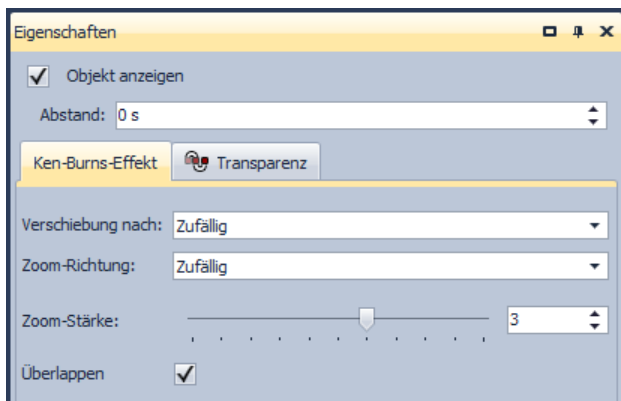 Eigenschaften
Objekt anzeigen
Abstand: 0 s
Ken-Burns-Effekt Transparenz
Verschiebung nach: Zufällig
Zoom-Richtung: Zufällig
Zoom-Stärke: 3
Überlappen